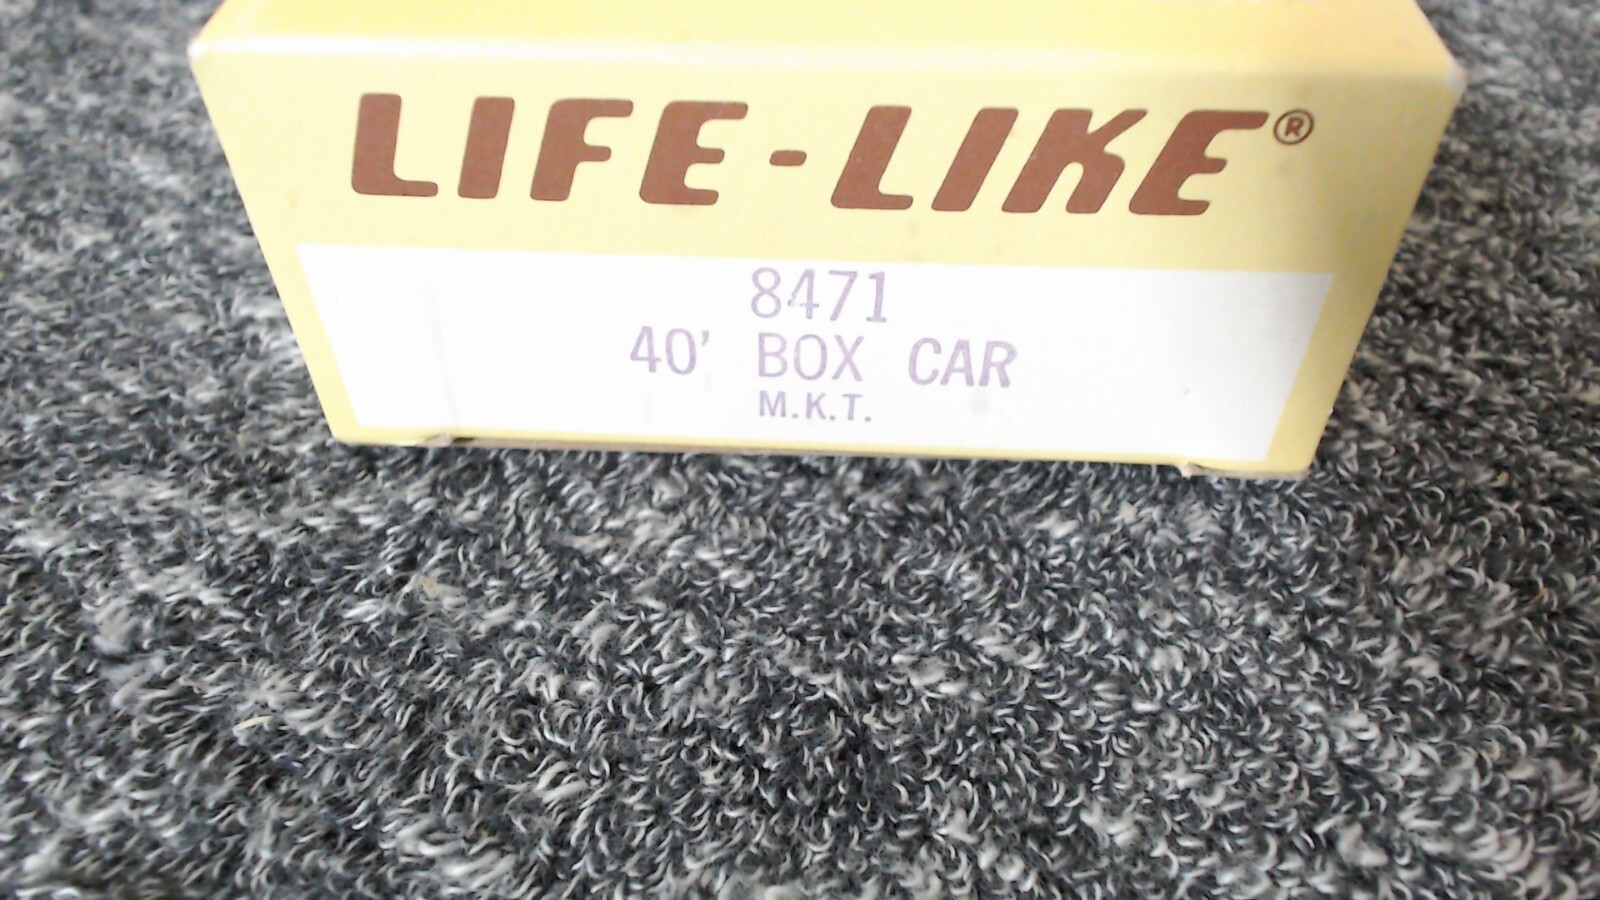 LIFE-LIKE®
8471
40' BOX CAR
M.K.T.